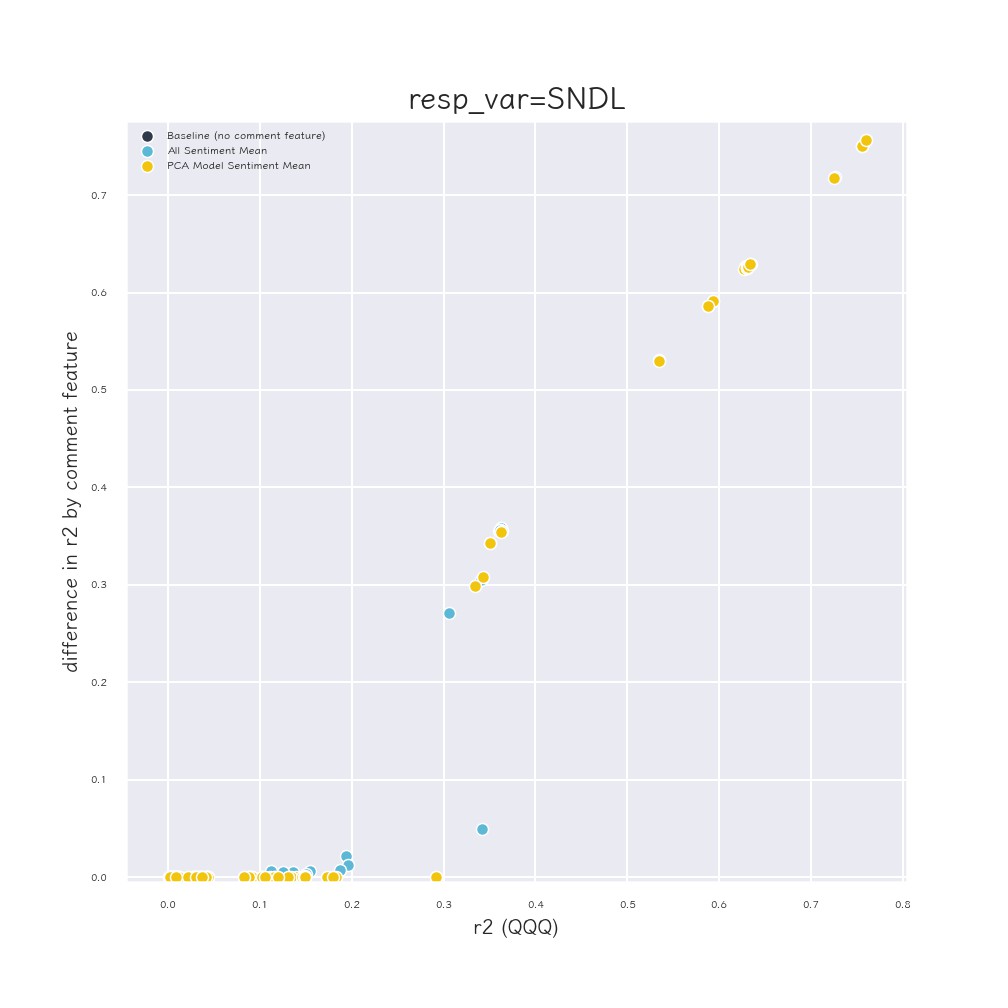 resp_var=SNDL
Baseline (no comment feature)
All Sentiment Mean
PCA Model Sentiment Mean
difference in r2 by comment feature
0.7
0.6
0.5
0.4
0.3
0.2
0.1
0.0
0.0 0.1 0.2 0.3 0.4 0.5 0.6 0.7 0.8
r2 (QQQ)